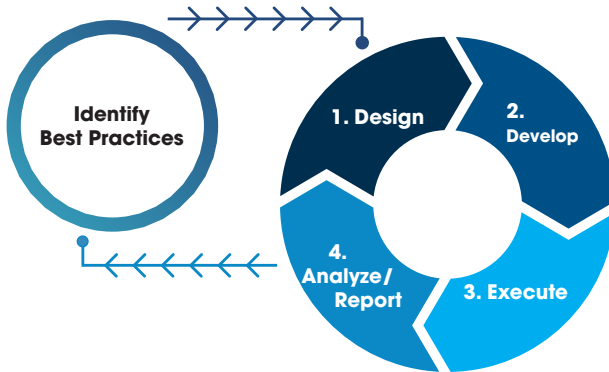 Identify
Best Practices
1. Design
2.
Develop
3. Execute
4.
Analyze/
Report